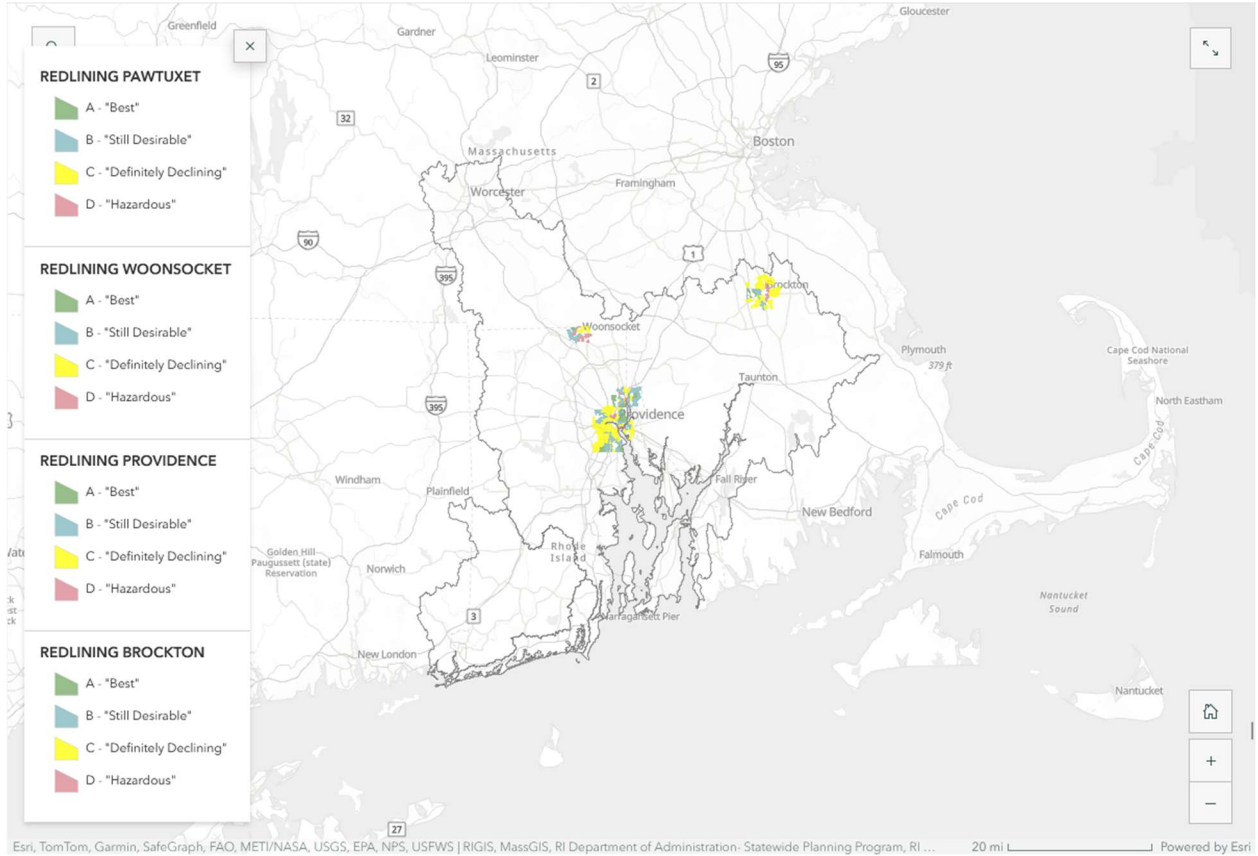 REDLINING PAWTUXET
A - "Best"
B - "Still Desirable"
C - "Definitely Declining"
D - "Hazardous"
REDLINING WOONSOCKET
A - "Best"
B - "Still Desirable"
C - "Definitely Declining"
D - "Hazardous"
REDLINING PROVIDENCE
A - "Best"
B - "Still Desirable"
C - "Definitely Declining"
D - "Hazardous"
REDLINING BROCKTON
A - "Best"
B - "Still Desirable"
C - "Definitely Declining"
D - "Hazardous"
Greenfield
Gardner
Gloucester
Leominster
95
2
32
Boston
Massachusetts
Worcester
Framingham
90
395
1
Brockton
Woonsocket
Plymouth
379 ft
Cape Cod National
Seashore
Taunton
395
North Eastham
Providence
Cape Cod
Windham
Plainfield
Fall River
New Bedford
Cape Cod
Golden Hill
Paugussett (state)
Reservation
Rhode
Island
Falmouth
Norwich
Nantucket
Sound
3
Narragansett Pier
New London
Nantucket
27
+
−
Esri, TomTom, Garmin, SafeGraph, FAO, METI/NASA, USGS, EPA, NPS, USFWS | RIGIS, MassGIS, RI Department of Administration- Statewide Planning Program, RI ...
20 mi
Powered by Esri